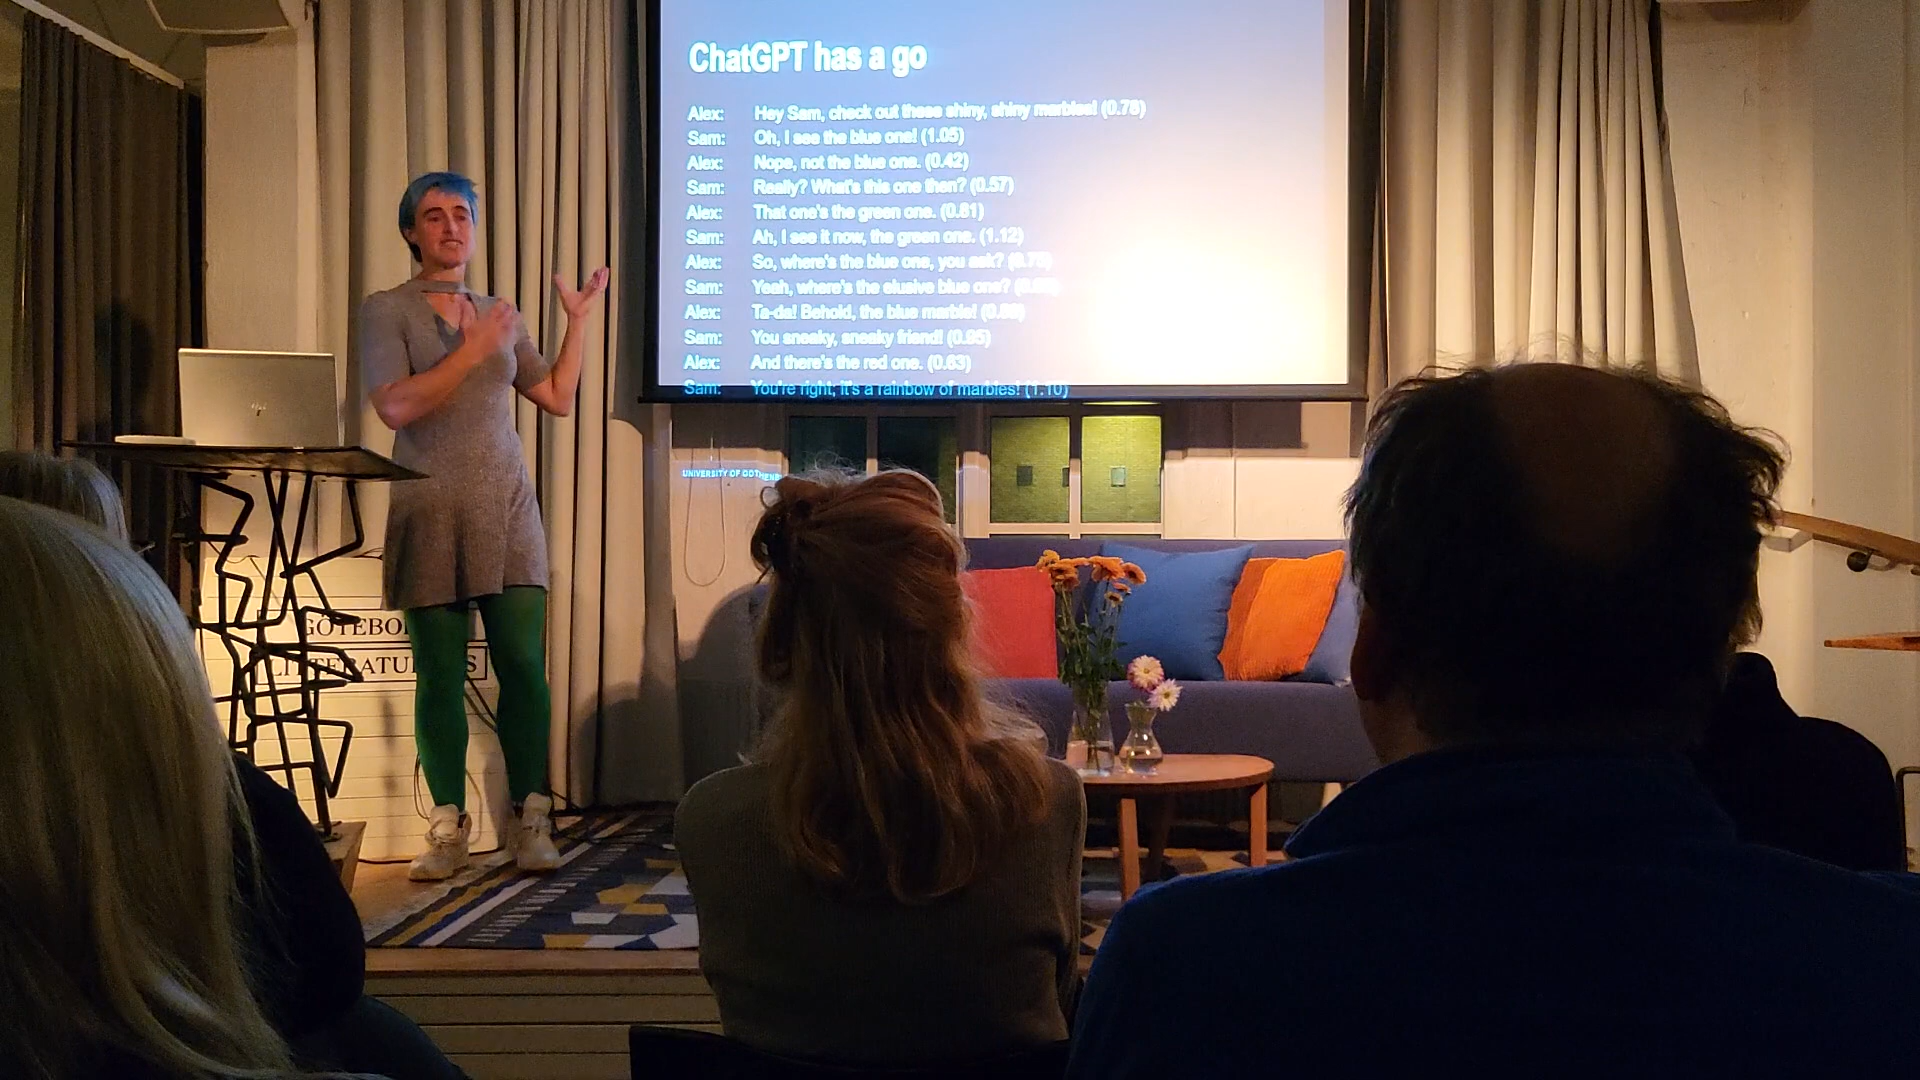 ChatGPT has a go
Alex: Hey Sam, check out these shiny, shiny marbles! (0.78)
Sam: Oh, I see the blue one! (1.05)
Alex: Nope, not the blue one. (0.42)
Sam: Really? What's this one then? (0.57)
Alex: That one's the green one. (0.81)
Sam: Ah, I see it now, the green one. (1.12)
Alex: So, where's the blue one, you ask?
Sam: Yeah, where's the elusive blue one?
Alex: Ta-da! Behold, the blue marble!
Sam: You sneaky, sneaky friend! (0.95)
Alex: And there's the red one. (0.63)
Sam: You're right, it's a rainbow of marbles! (1.10)
UNIVERSITY OF GOTHENB
hp
GÖTEBO
LITTERATU S